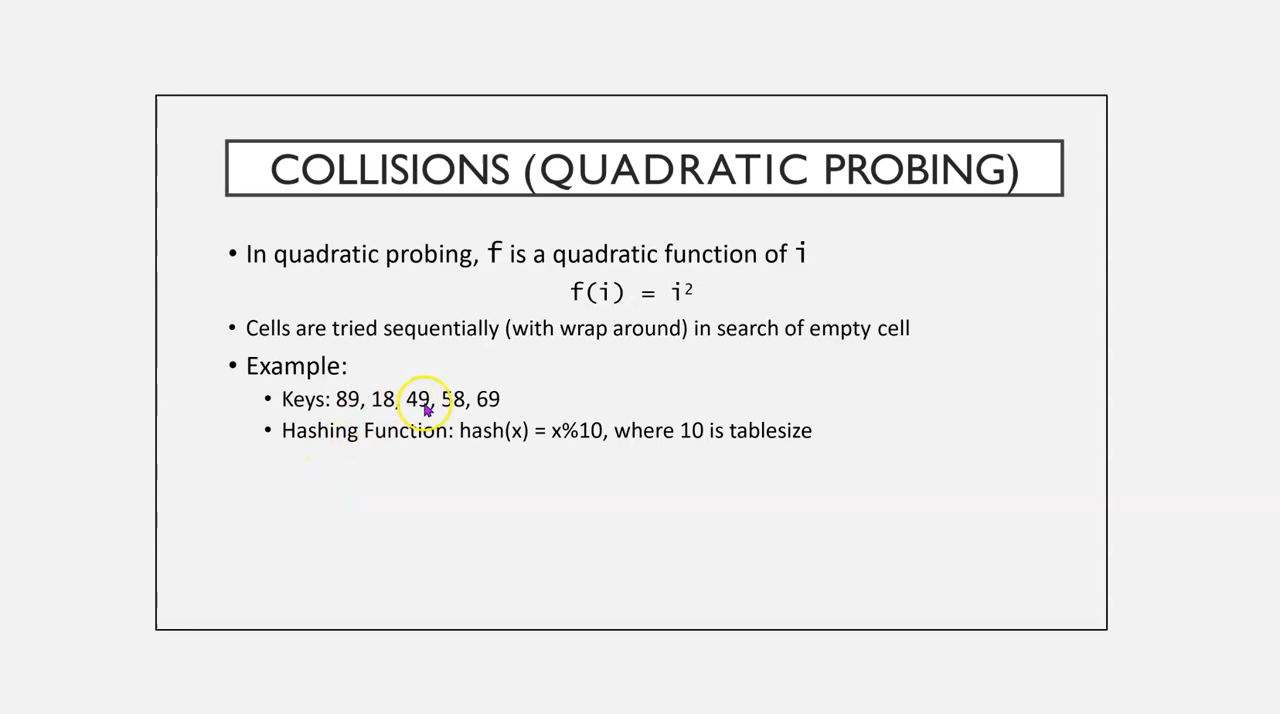 COLLISIONS (QUADRATIC PROBING)
• In quadratic probing, f is a quadratic function of i
f(i) = i²
• Cells are tried sequentially (with wrap around) in search of empty cell
• Example:
• Keys: 89, 18, 49, 58, 69
• Hashing Function: hash(x) = x%10, where 10 is tablesize